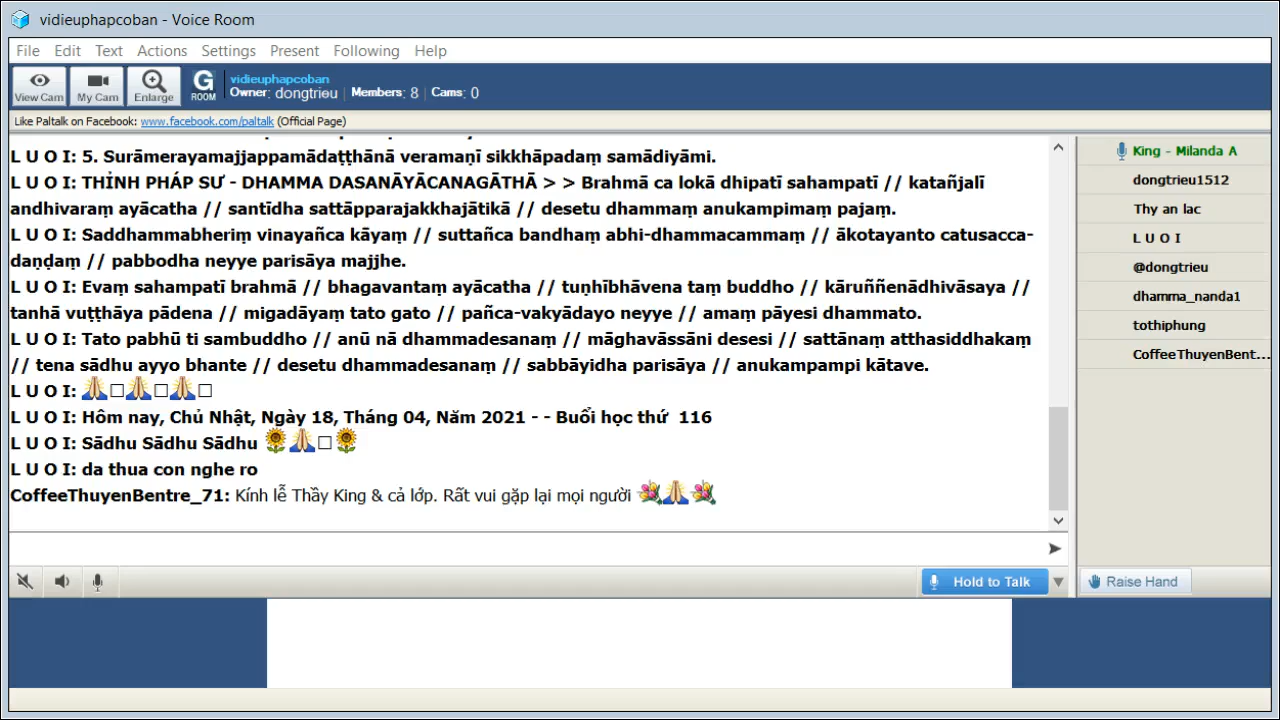 vidieuphapcoban - Voice Room
File Edit Text Actions Settings Present Following Help
View Cam My Cam Enlarge G ROOM
vidieuphapcoban
Owner: dongtrieu | Members: 8 | Cams: 0
Like Paltalk on Facebook: www.facebook.com/paltalk (Official Page)
L U O I: 5. Surāmerayamajjappamādaṭṭhānā veramaṇī sikkhāpadaṃ samādiyāmi.
L U O I: THỈNH PHÁP SƯ - DHAMMA DASANĀYĀCANAGĀTHĀ > > Brahmā ca lokā dhipatī sahampatī // katañjalī
andhivaraṃ ayācatha // santīdha sattāpparajakkhajātikā // desetu dhammaṃ anukampimaṃ pajaṃ.
L U O I: Saddhammabheriṃ vinayañca kāyaṃ // suttañca bandhaṃ abhi-dhammacammaṃ // ākotayanto catusacca-
daṇḍaṃ // pabbodha neyye parisāya majjhe.
L U O I: Evaṃ sahampatī brahmā // bhagavantaṃ ayācatha // tuṇhībhāvena taṃ buddho // kāruññenādhivāsaya //
tanhā vuṭṭhāya pādena // migadāyaṃ tato gato // pañca-vakyādayo neyye // amaṃ pāyesi dhammato.
L U O I: Tato pabhū ti sambuddho // anū nā dhammadesanaṃ // māghavāssāni desesi // sattānaṃ atthasiddhakaṃ
// tena sādhu ayyo bhante // desetu dhammadesanaṃ // sabbāyidha parisāya // anukampampi kātave.
L U O I: 🙏□🙏□🙏□
L U O I: Hôm nay, Chủ Nhật, Ngày 18, Tháng 04, Năm 2021 - - Buổi học thứ 116
L U O I: Sādhu Sādhu Sādhu 🌻🙏□🌻
L U O I: da thua con nghe ro
CoffeeThuyenBentre_71: Kính lễ Thầy King & cả lớp. Rất vui gặp lại mọi người 💐🙏💐
King - Milanda A
dongtrieu1512
Thy an lac
L U O I
@dongtrieu
dhamma_nanda1
tothiphung
CoffeeThuyenBent...
Hold to Talk
Raise Hand